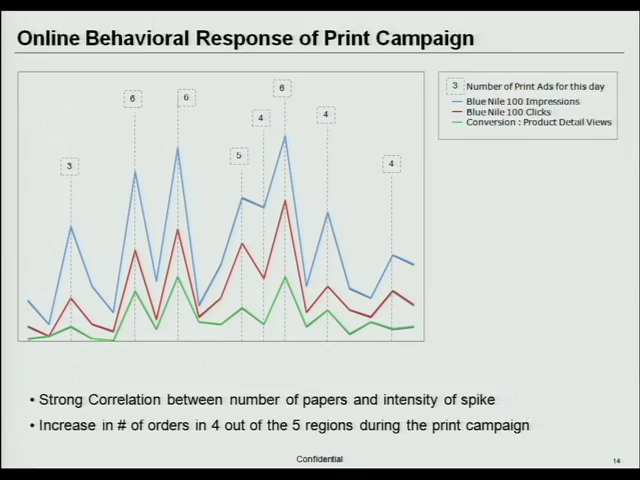 Online Behavioral Response of Print Campaign
3 Number of Print Ads for this day
Blue Nile 100 Impressions
Blue Nile 100 Clicks
Conversion : Product Detail Views
3
6
6
5
4
6
4
4
• Strong Correlation between number of papers and intensity of spike
• Increase in # of orders in 4 out of the 5 regions during the print campaign
Confidential
14